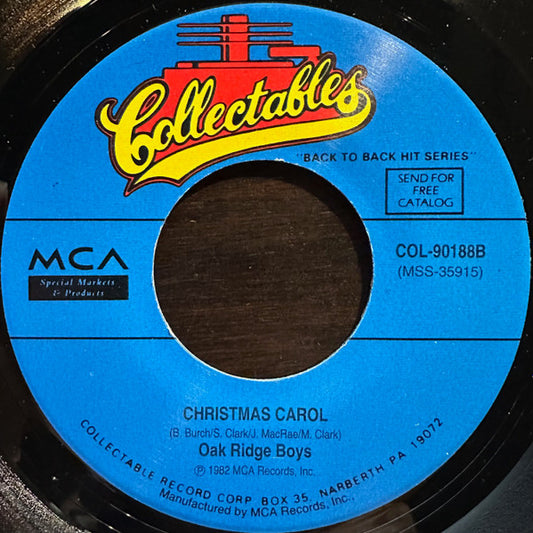 Collectables
"BACK TO BACK HIT SERIES"
SEND FOR
FREE
CATALOG
MCA
Special Markets
& Products
COL-90188B
(MSS-35915)
CHRISTMAS CAROL
(B. Burch/S. Clark/J. MacRae/M. Clark)
Oak Ridge Boys
℗ 1982 MCA Records, Inc.
COLLECTABLE RECORD CORP BOX 35, NARBERTH PA 19072
Manufactured by MCA Records, Inc.,